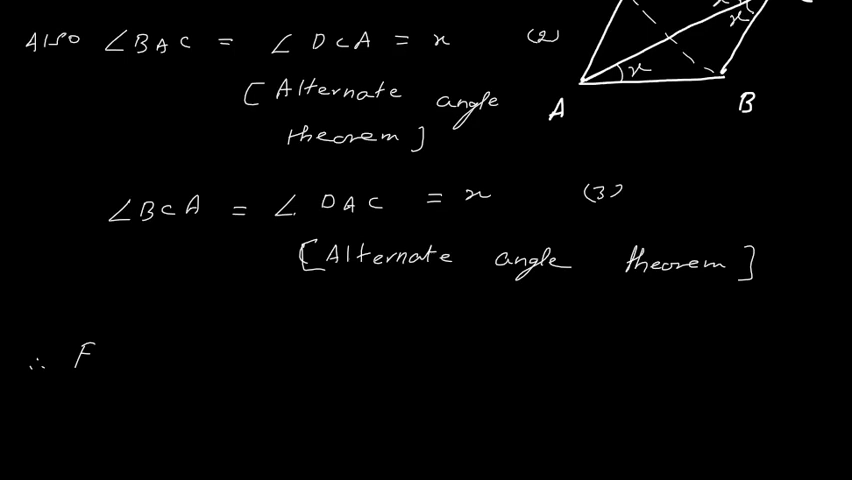 Also ∠BAC = ∠DCA = x (2)
[Alternate angle
theorem]
x x
x
A B
∠BCA = ∠DAC = x (3)
[Alternate angle theorem]
∴ F